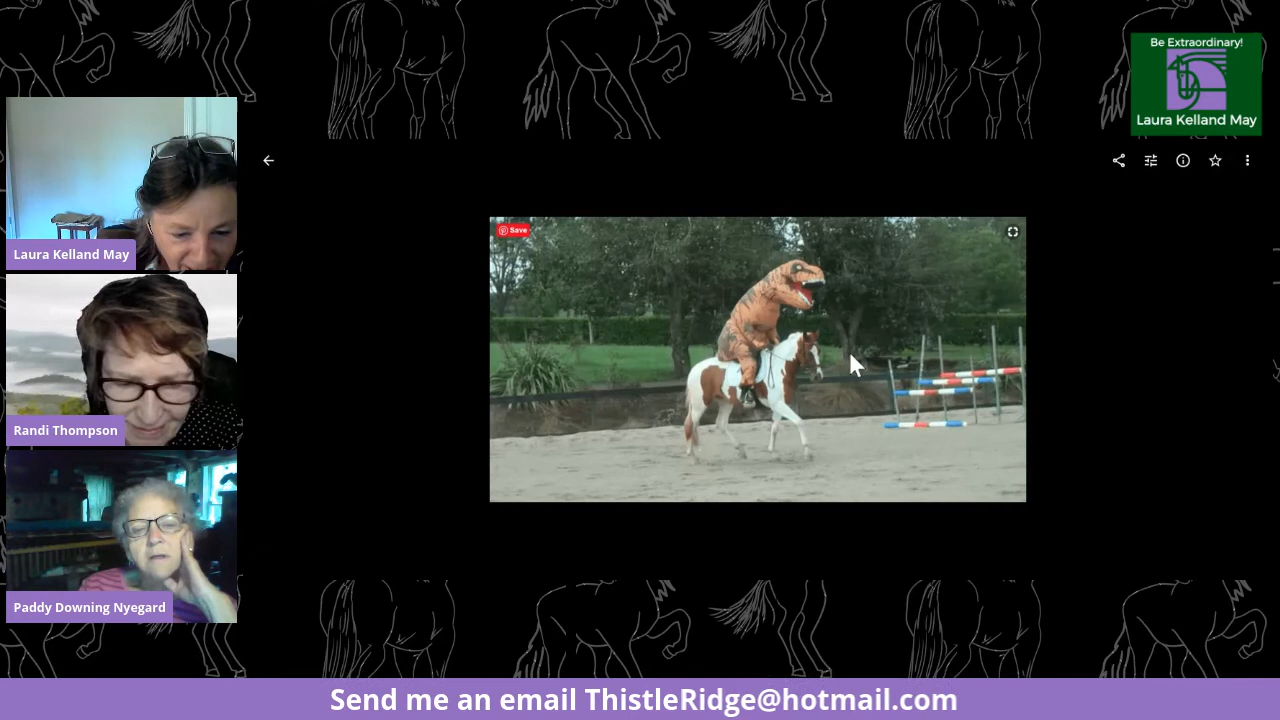 Be Extraordinary!
Laura Kelland May
Laura Kelland May
Save
Randi Thompson
Paddy Downing Nyegard
Send me an email ThistleRidge@hotmail.com